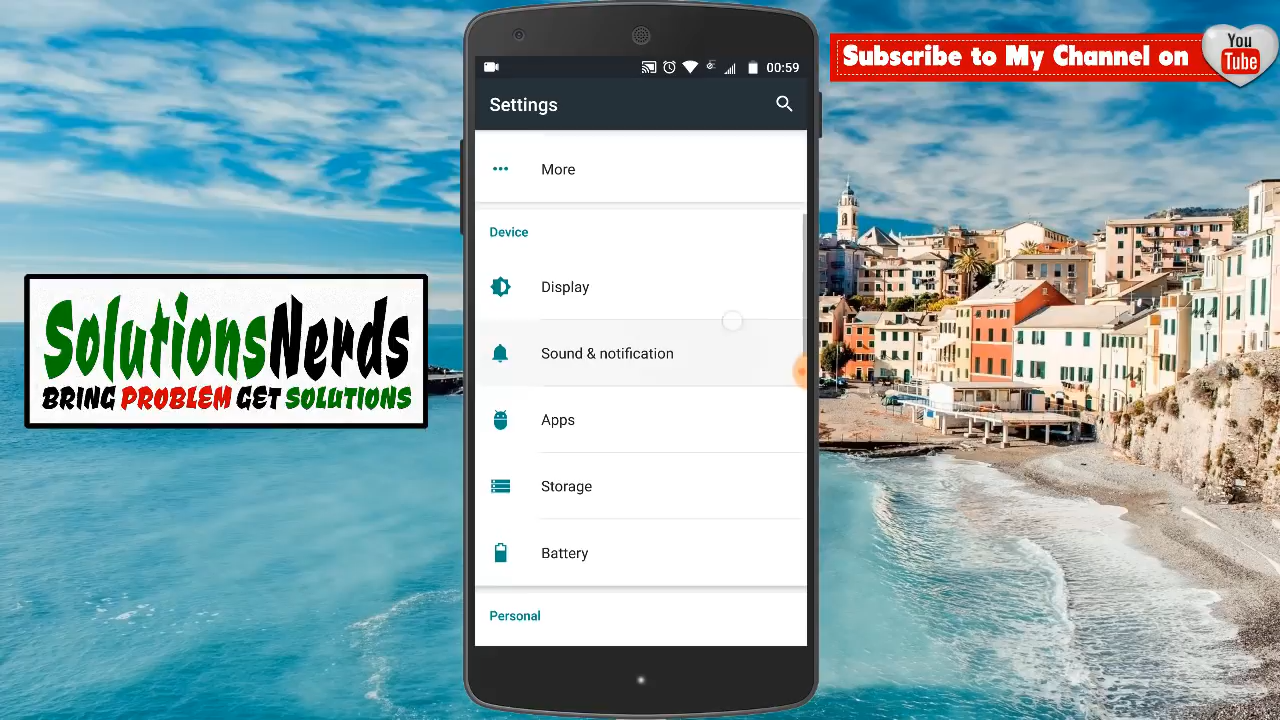 Subscribe to My Channel on
You
Tube
00:59
Settings
More
Device
Display
Sound & notification
Apps
Storage
Battery
Personal
SolutionsNerds
BRING PROBLEM GET SOLUTIONS